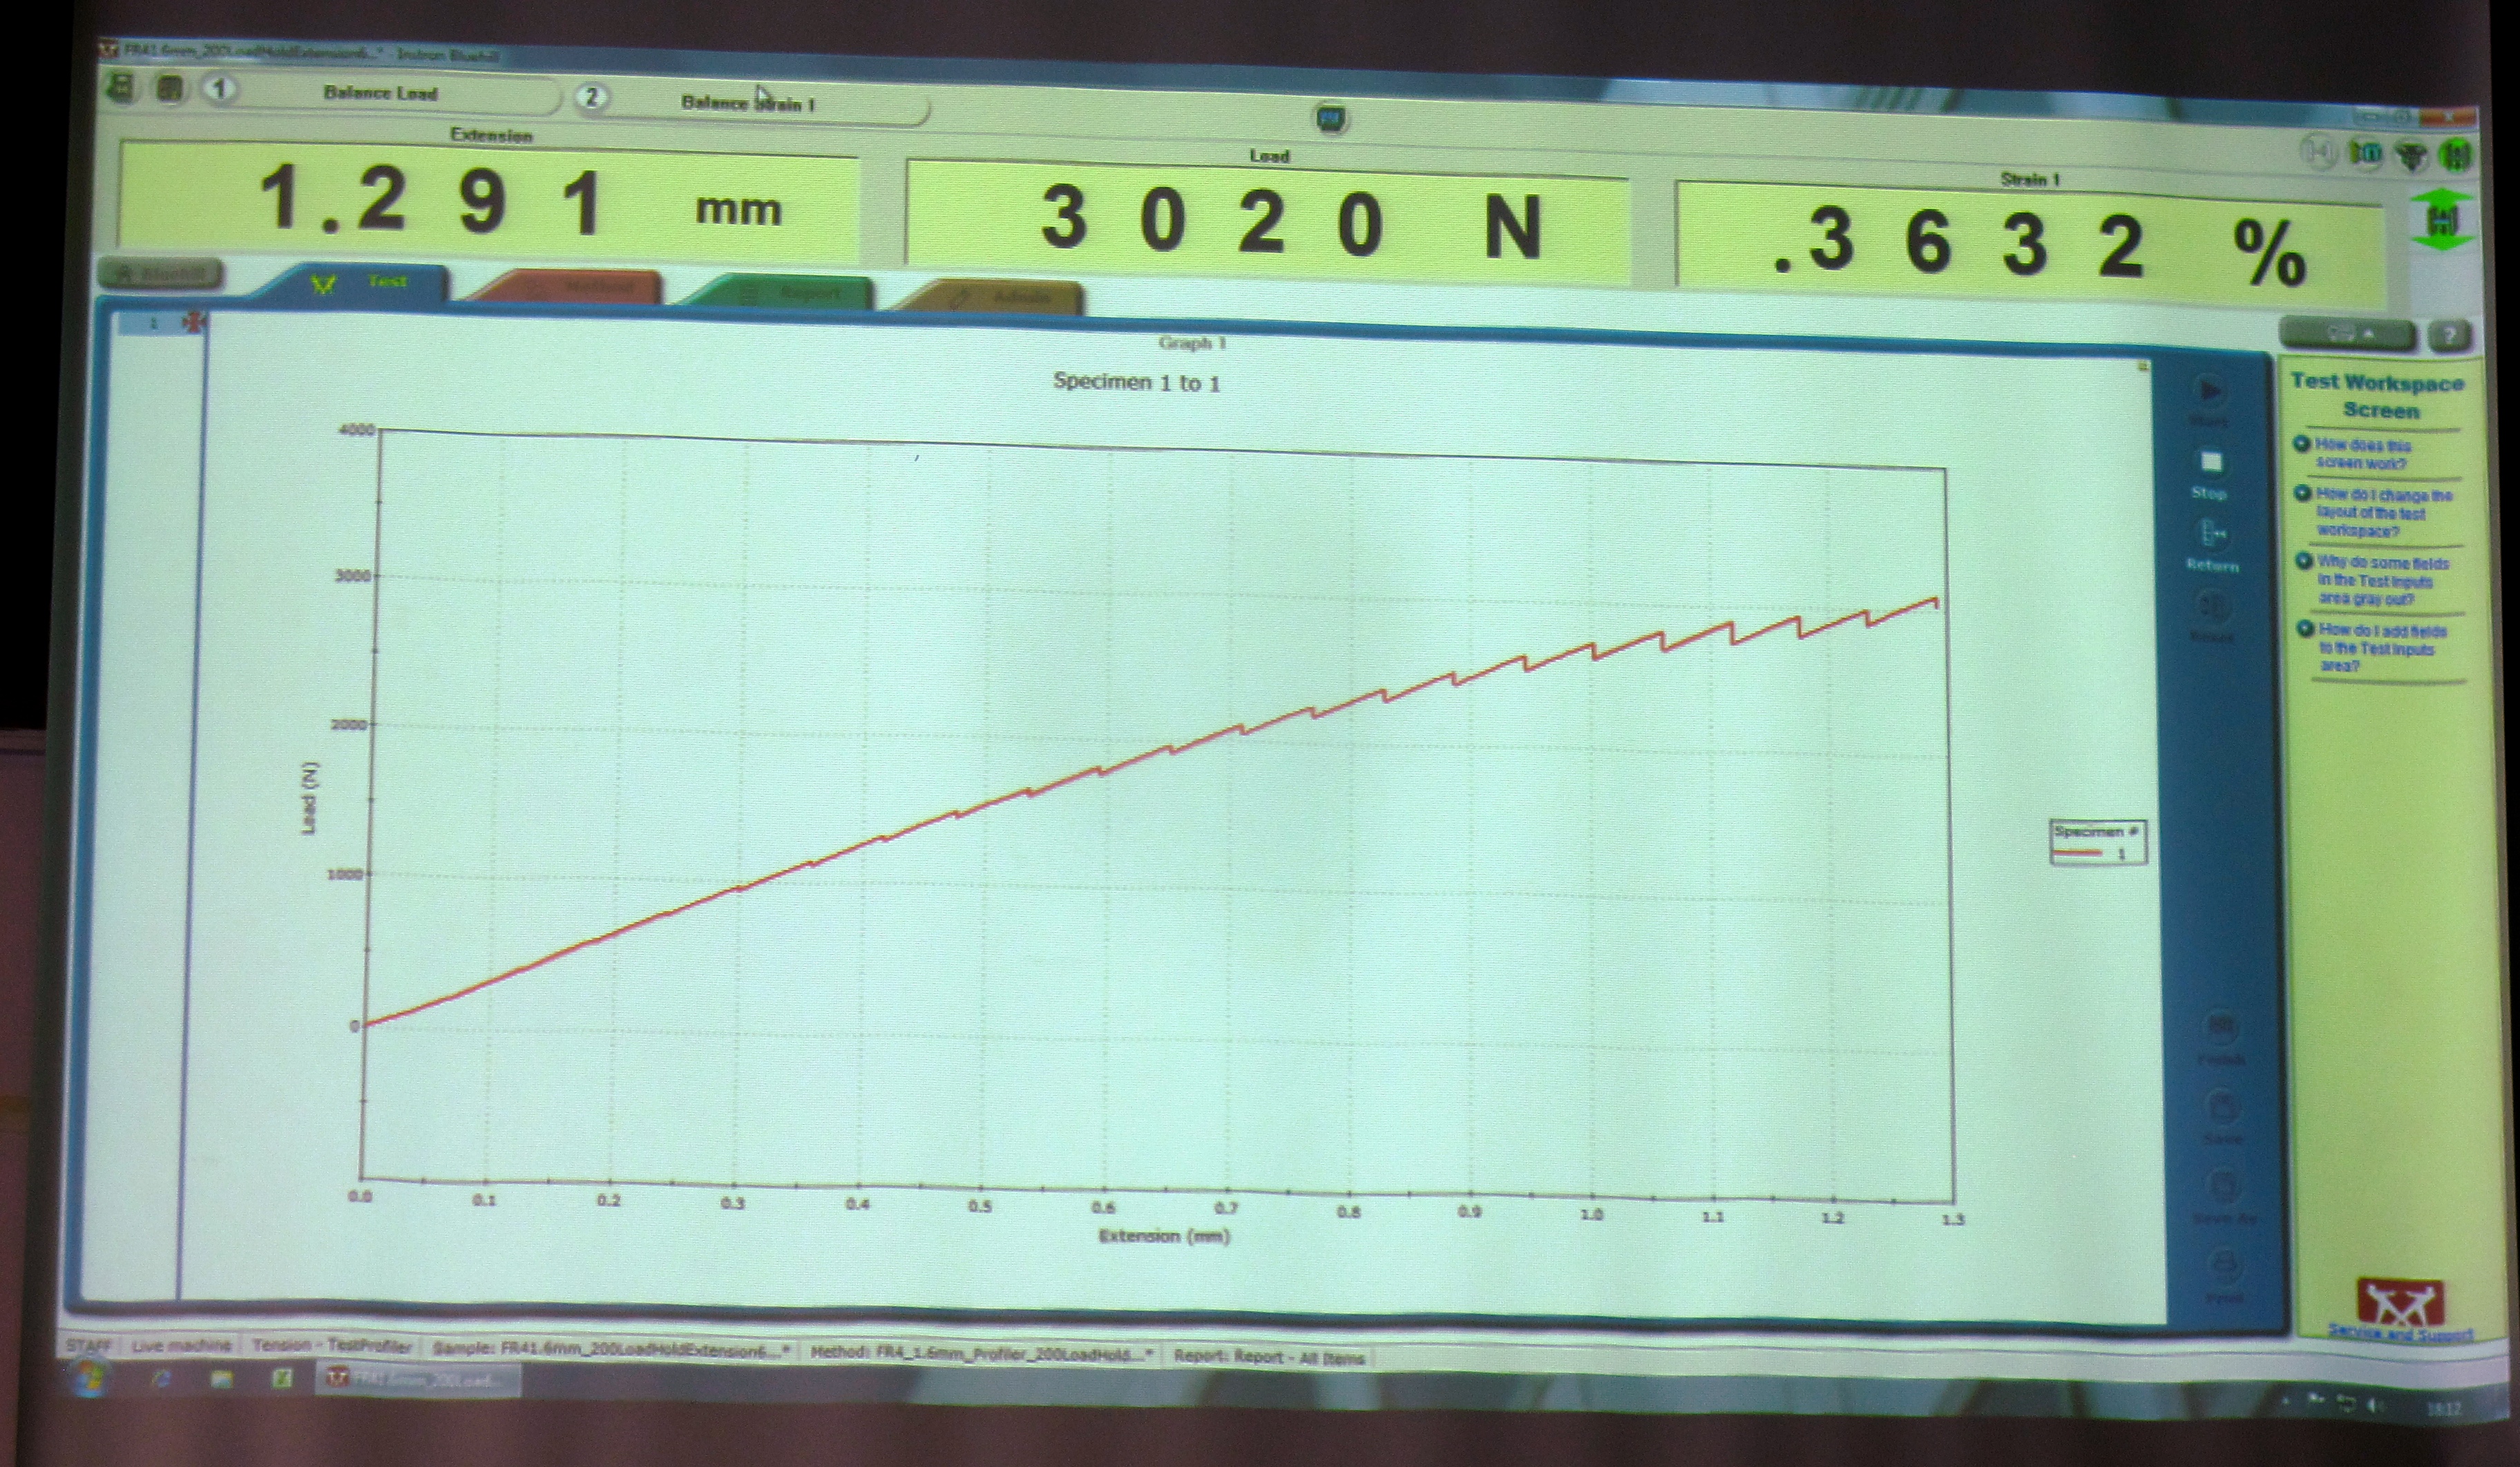 FR41.6mm_200LoadHoldExtension6...* - Instron Bluehill
1 Balance Load
2 Balance Strain 1
Extension
1.291 mm
Load
3020 N
Strain 1
.3632 %
Bluehill
Test
Method
Report
Admin
?
1
Graph 1
Specimen 1 to 1
4000
3000
2000
1000
0
Load (N)
0.0 0.1 0.2 0.3 0.4 0.5 0.6 0.7 0.8 0.9 1.0 1.1 1.2 1.3
Extension (mm)
Specimen #
1
Start
Stop
Return
Reset
Finish
Save
Save As
Print
Test Workspace
Screen
How does this
screen work?
How do I change the
layout of the test
workspace?
Why do some fields
in the Test Inputs
area gray out?
How do I add fields
to the Test Inputs
area?
Service and Support
STAFF Live machine Tension - TestProfiler Sample: FR41.6mm_200LoadHoldExtension6...* Method: FR4_1.6mm_Profiler_200LoadHold...* Report: Report - All Items
FR41.6mm_200Load...
18:12